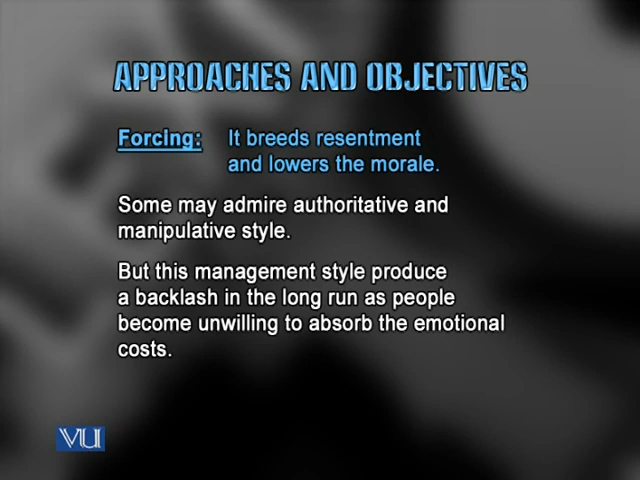 APPROACHES AND OBJECTIVES
Forcing: It breeds resentment
and lowers the morale.
Some may admire authoritative and
manipulative style.
But this management style produce
a backlash in the long run as people
become unwilling to absorb the emotional
costs.
VU